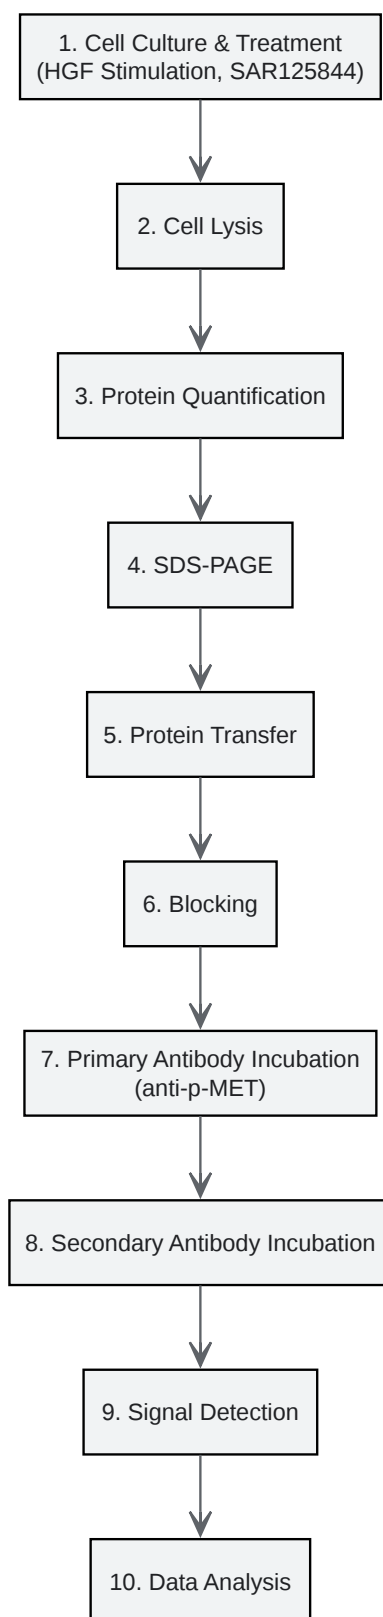 1. Cell Culture & Treatment
(HGF Stimulation, SAR125844)
2. Cell Lysis
3. Protein Quantification
4. SDS-PAGE
5. Protein Transfer
6. Blocking
7. Primary Antibody Incubation
(anti-p-MET)
8. Secondary Antibody Incubation
9. Signal Detection
10. Data Analysis